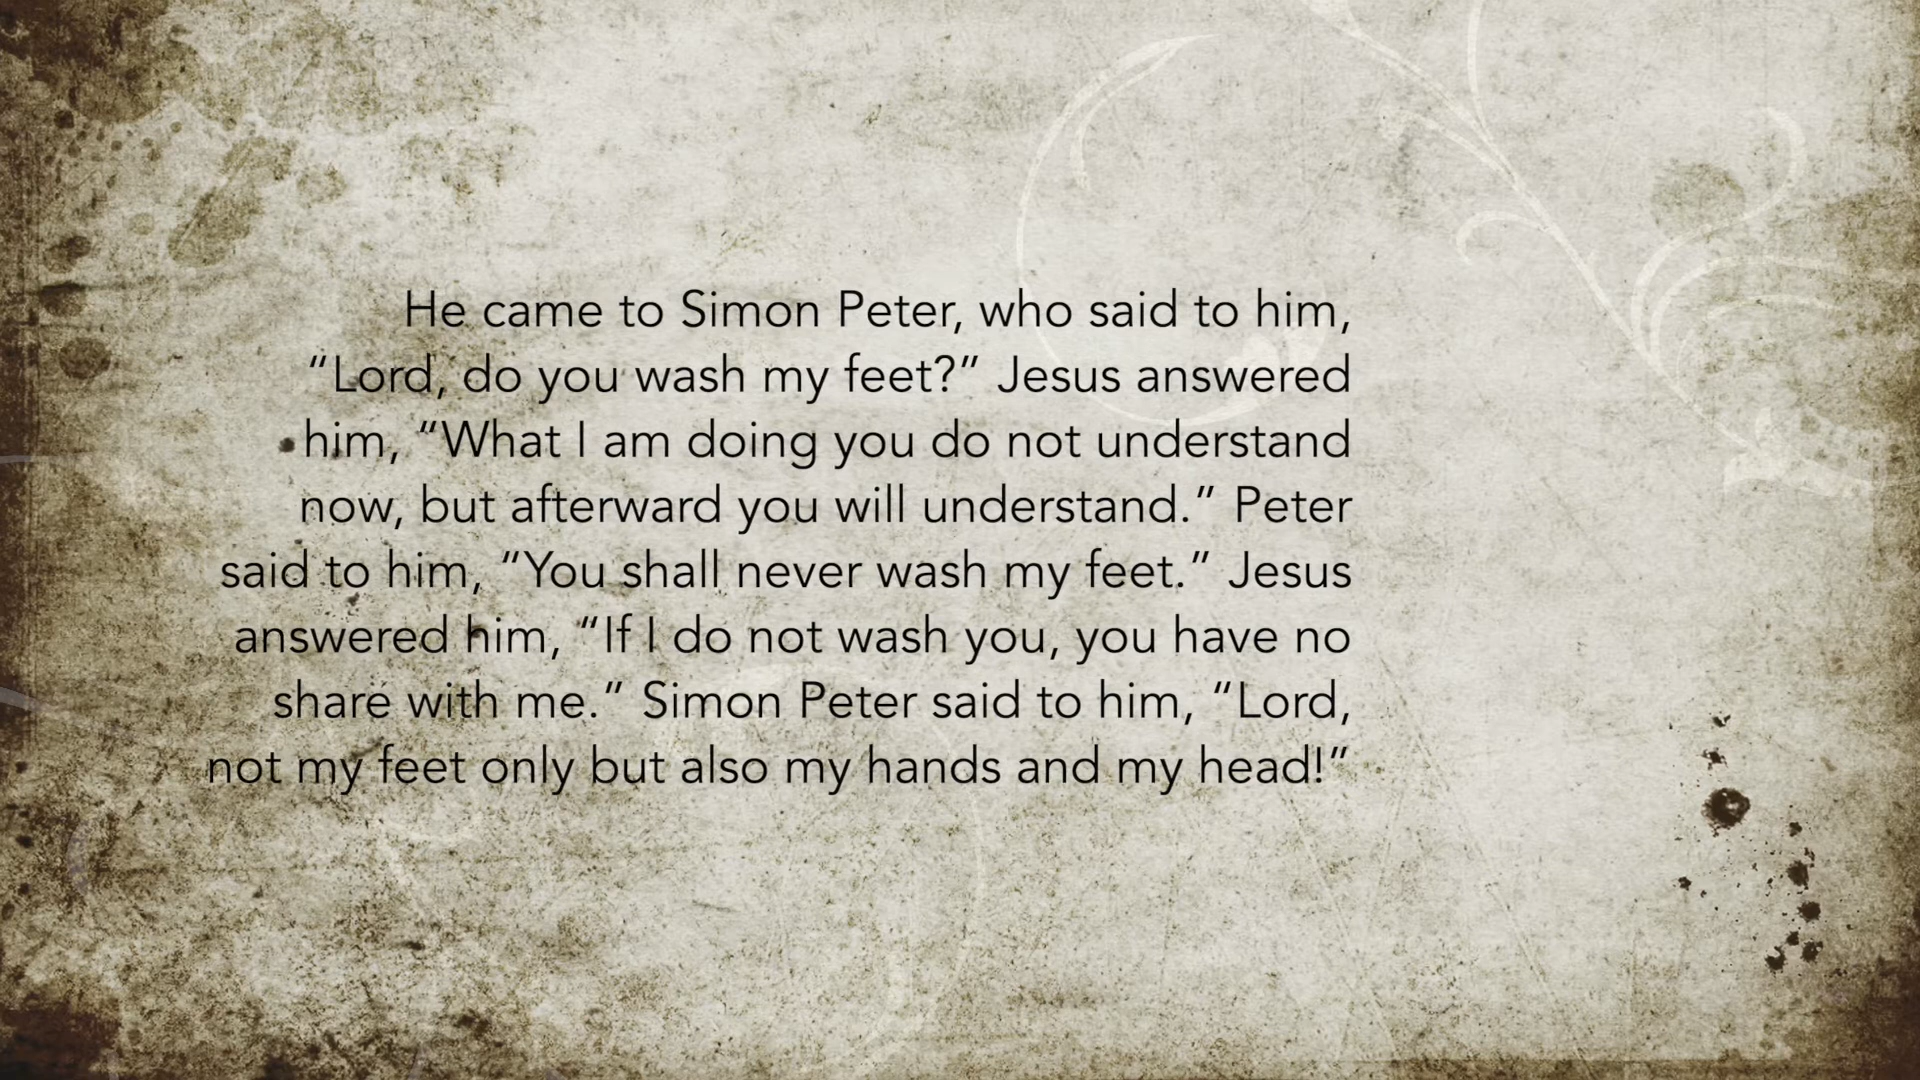 He came to Simon Peter, who said to him,
“Lord, do you wash my feet?” Jesus answered
him, “What I am doing you do not understand
now, but afterward you will understand.” Peter
said to him, “You shall never wash my feet.” Jesus
answered him, “If I do not wash you, you have no
share with me.” Simon Peter said to him, “Lord,
not my feet only but also my hands and my head!”